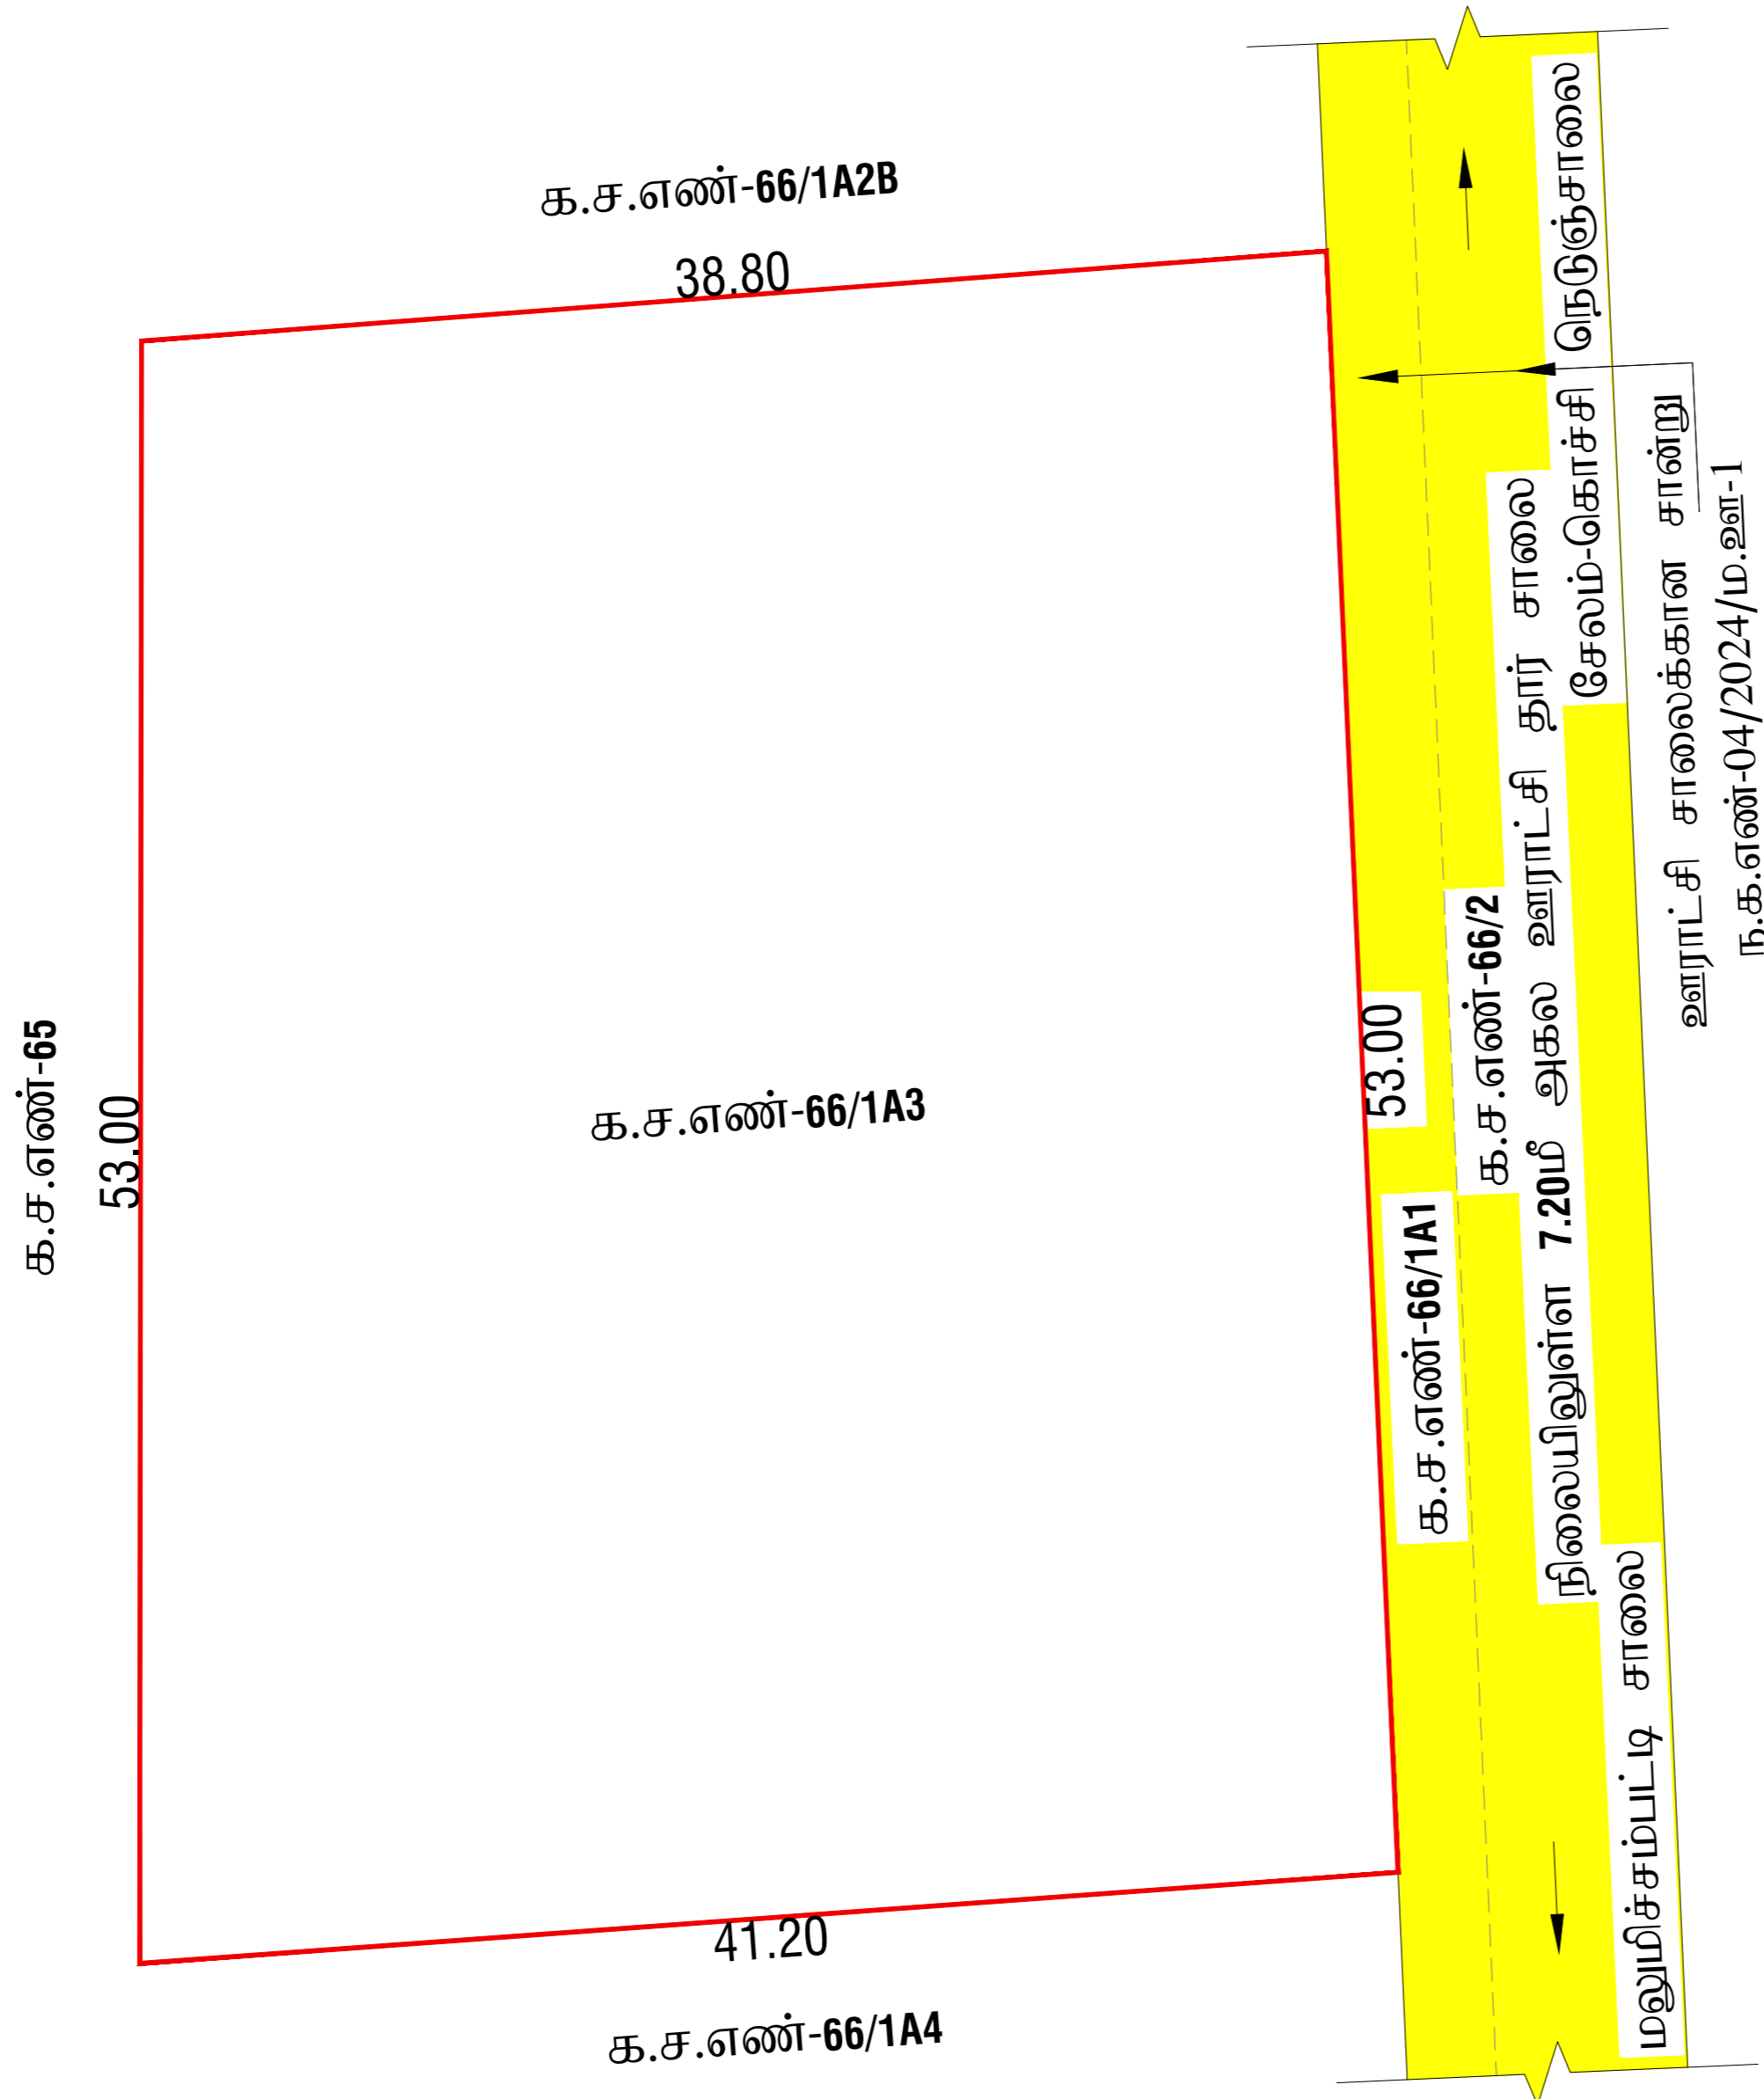 க.ச.எண்-66/1A2B
38.80
க.ச.எண்-65
53.00
க.ச.எண்-66/1A3
53.00
க.ச.எண்-66/1A1
க.ச.எண்-66/2
நிலையிலுள்ள 7.20மீ அகல ஊராட்சி தார் சாலை
சேலம்-கொச்சி நெடுஞ்சாலை
மலுமிச்சம்பட்டி சாலை
ஊராட்சி சாலைக்கான சான்று
ந.க.எண்-04/2024/ம.ஊ-1
41.20
க.ச.எண்-66/1A4